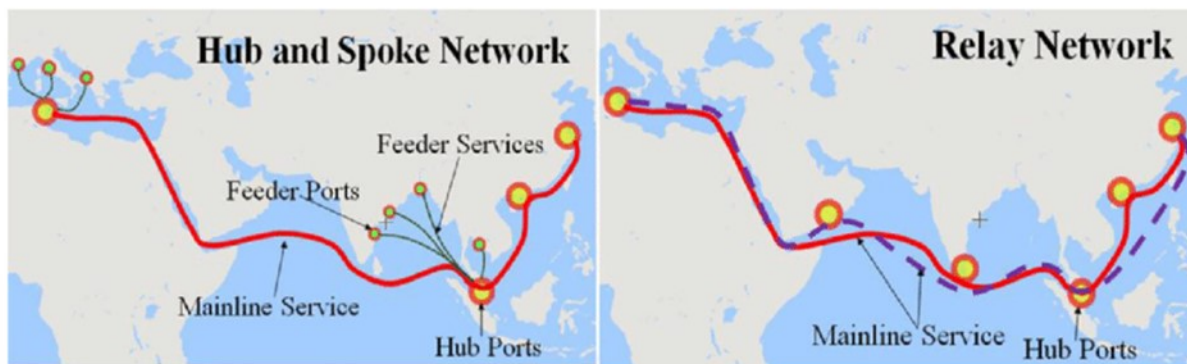 Hub and Spoke Network
Feeder Services
Feeder Ports
Mainline Service
Hub Ports
Relay Network
Mainline Service
Hub Ports